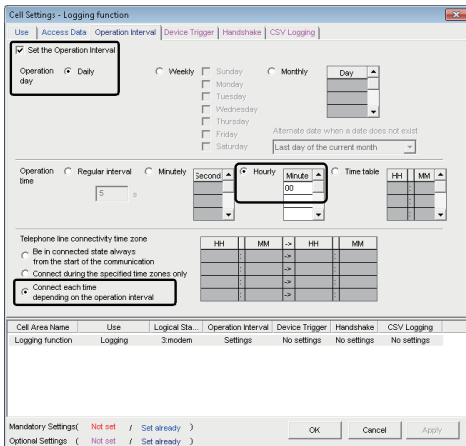 Cell Settings - Logging function
Use Access Data Operation Interval Device Trigger Handshake CSV Logging
Set the Operation Interval
Operation day Daily Weekly Sunday Monthly Day
Monday
Tuesday
Wednesday
Thursday
Friday Alternate date when a date does not exist
Saturday Last day of the current month
Operation time Regular interval Minutely Second Hourly Minute Time table HH : MM
5 s 00
Telephone line connectivity time zone HH : MM -> HH : MM
Be in connected state always
from the start of the communication : -> :
Connect during the specified time zones only : -> :
Connect each time
depending on the operation interval : -> :
Cell Area Name Use Logical Sta... Operation Interval Device Trigger Handshake CSV Logging
Logging function Logging 3:modem Settings No settings No settings No settings
Mandatory Settings( Not set / Set already ) OK Cancel Apply
Optional Settings ( Not set / Set already )